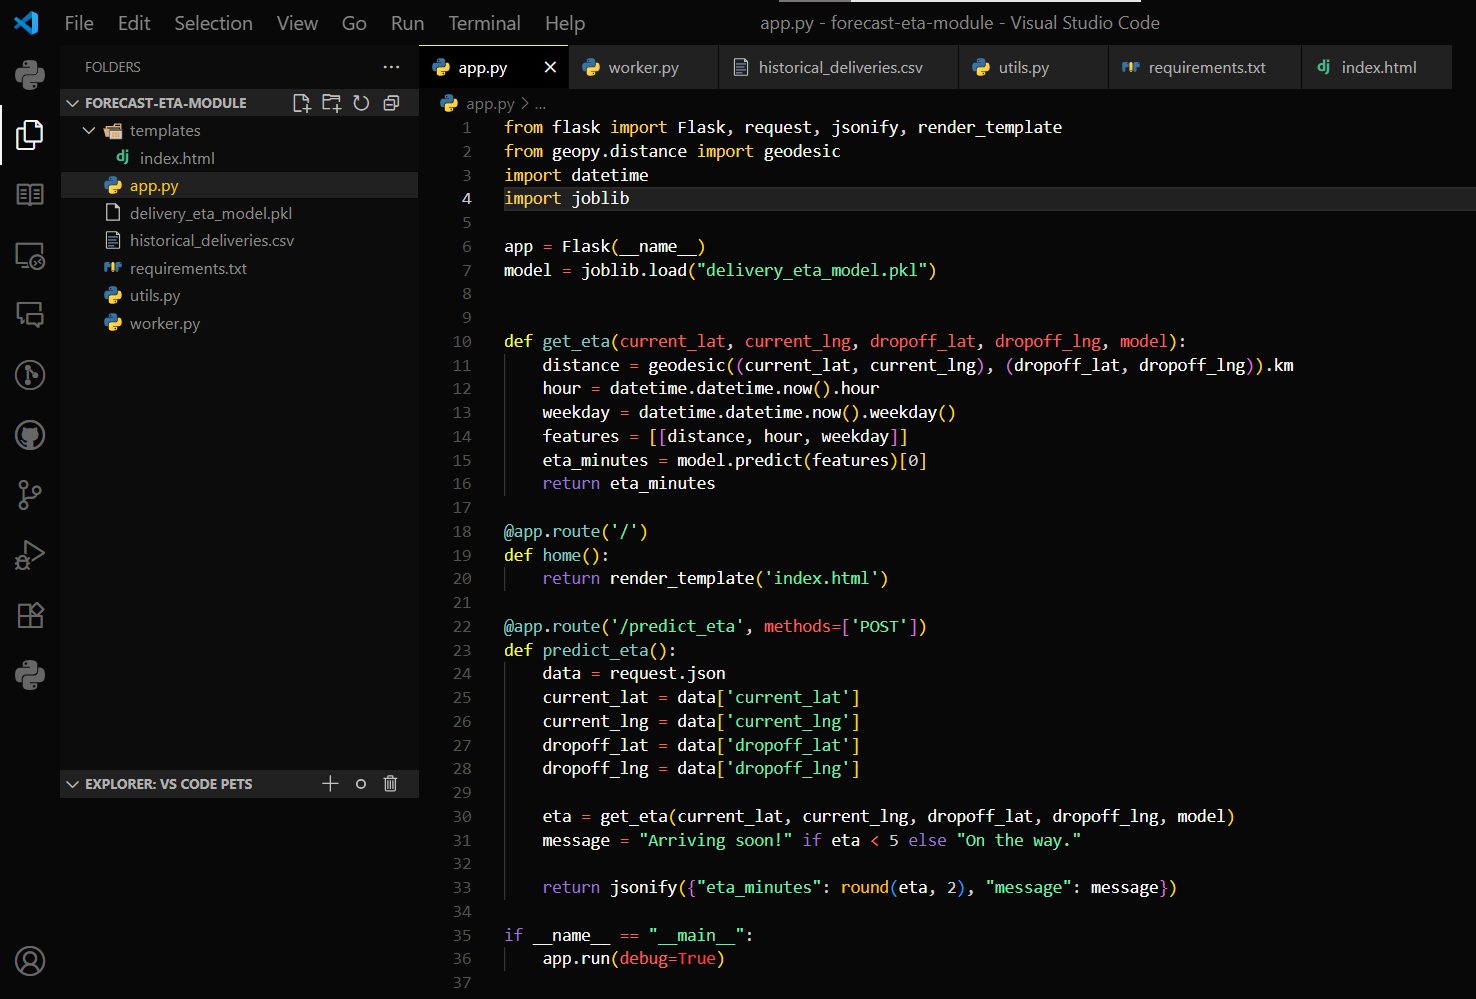 File Edit Selection View Go Run Terminal Help app.py - forecast-eta-module - Visual Studio Code
FOLDERS ...
FORECAST-ETA-MODULE
templates
index.html
app.py
delivery_eta_model.pkl
historical_deliveries.csv
requirements.txt
utils.py
worker.py
EXPLORER: VS CODE PETS
app.py worker.py historical_deliveries.csv utils.py requirements.txt index.html
app.py > ...
1 from flask import Flask, request, jsonify, render_template
2 from geopy.distance import geodesic
3 import datetime
4 import joblib
5
6 app = Flask(__name__)
7 model = joblib.load("delivery_eta_model.pkl")
8
9
10 def get_eta(current_lat, current_lng, dropoff_lat, dropoff_lng, model):
11     distance = geodesic((current_lat, current_lng), (dropoff_lat, dropoff_lng)).km
12     hour = datetime.datetime.now().hour
13     weekday = datetime.datetime.now().weekday()
14     features = [[distance, hour, weekday]]
15     eta_minutes = model.predict(features)[0]
16     return eta_minutes
17
18 @app.route('/')
19 def home():
20     return render_template('index.html')
21
22 @app.route('/predict_eta', methods=['POST'])
23 def predict_eta():
24     data = request.json
25     current_lat = data['current_lat']
26     current_lng = data['current_lng']
27     dropoff_lat = data['dropoff_lat']
28     dropoff_lng = data['dropoff_lng']
29
30     eta = get_eta(current_lat, current_lng, dropoff_lat, dropoff_lng, model)
31     message = "Arriving soon!" if eta < 5 else "On the way."
32
33     return jsonify({"eta_minutes": round(eta, 2), "message": message})
34
35 if __name__ == "__main__":
36     app.run(debug=True)
37